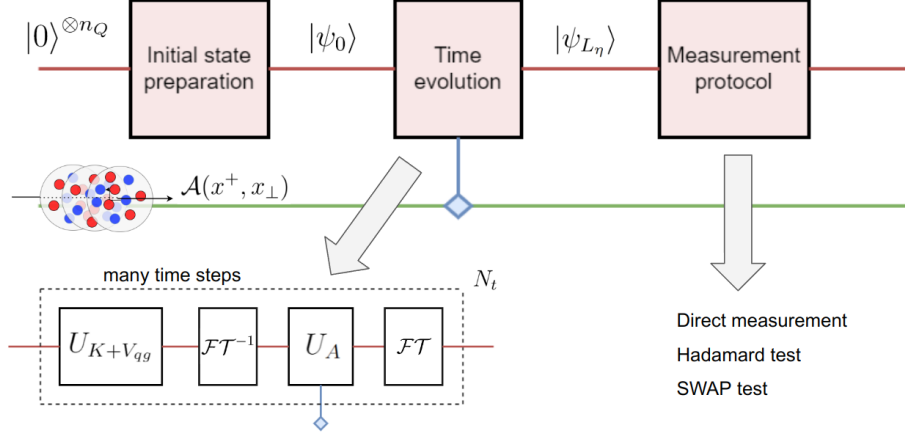 |0⟩^{⊗n_Q}
Initial state
preparation
|ψ_0⟩
Time
evolution
|ψ_{L_η}⟩
Measurement
protocol
𝒜(x^+, x_⊥)
many time steps
N_t
U_{K+V_{qg}}
ℱ𝒯^{-1}
U_A
ℱ𝒯
Direct measurement
Hadamard test
SWAP test